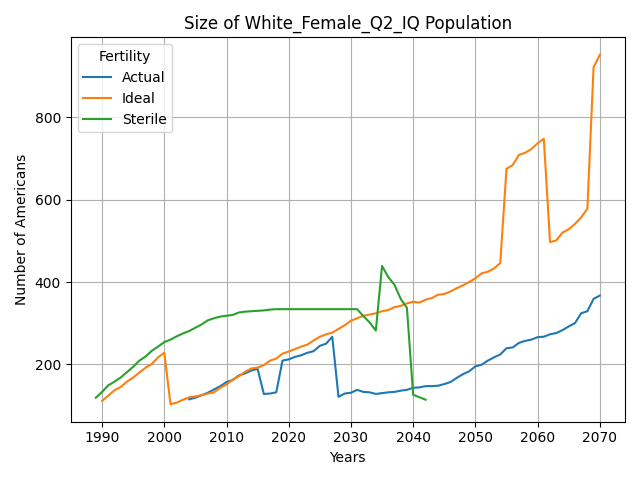 Size of White_Female_Q2_IQ Population
Fertility
Actual
Ideal
Sterile
Number of Americans
800
600
400
200
1990 2000 2010 2020 2030 2040 2050 2060 2070
Years